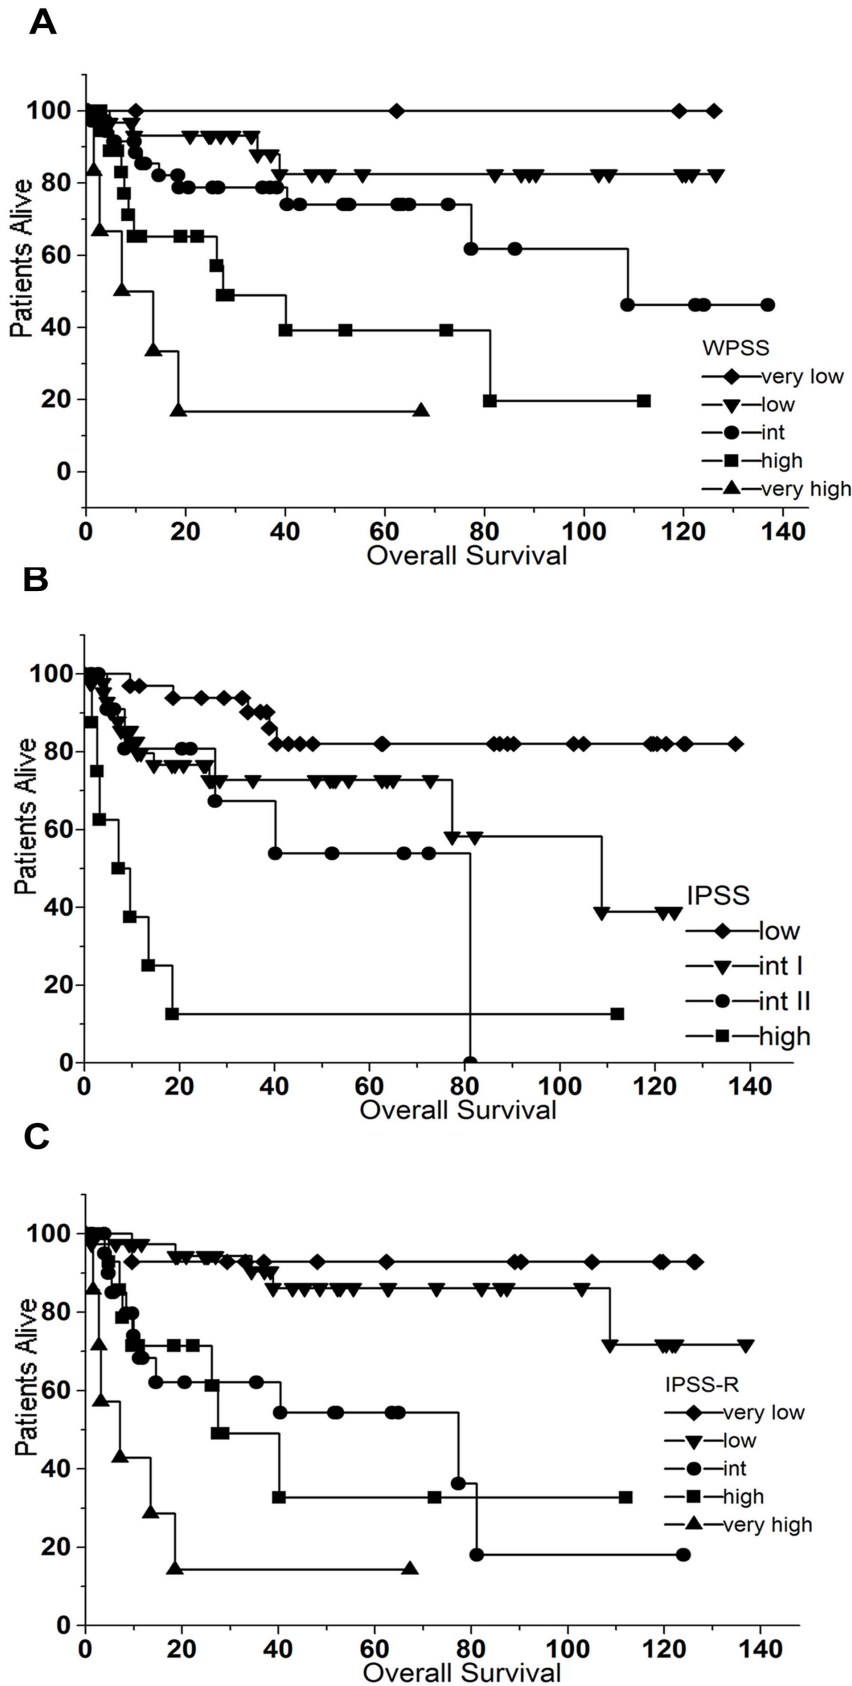 A
100
80
60
40
20
0
Patients Alive
0 20 40 60 80 100 120 140
Overall Survival
WPSS
very low
low
int
high
very high
B
100
80
60
40
20
0
Patients Alive
0 20 40 60 80 100 120 140
Overall Survival
IPSS
low
int I
int II
high
C
100
80
60
40
20
0
Patients Alive
0 20 40 60 80 100 120 140
Overall Survival
IPSS-R
very low
low
int
high
very high